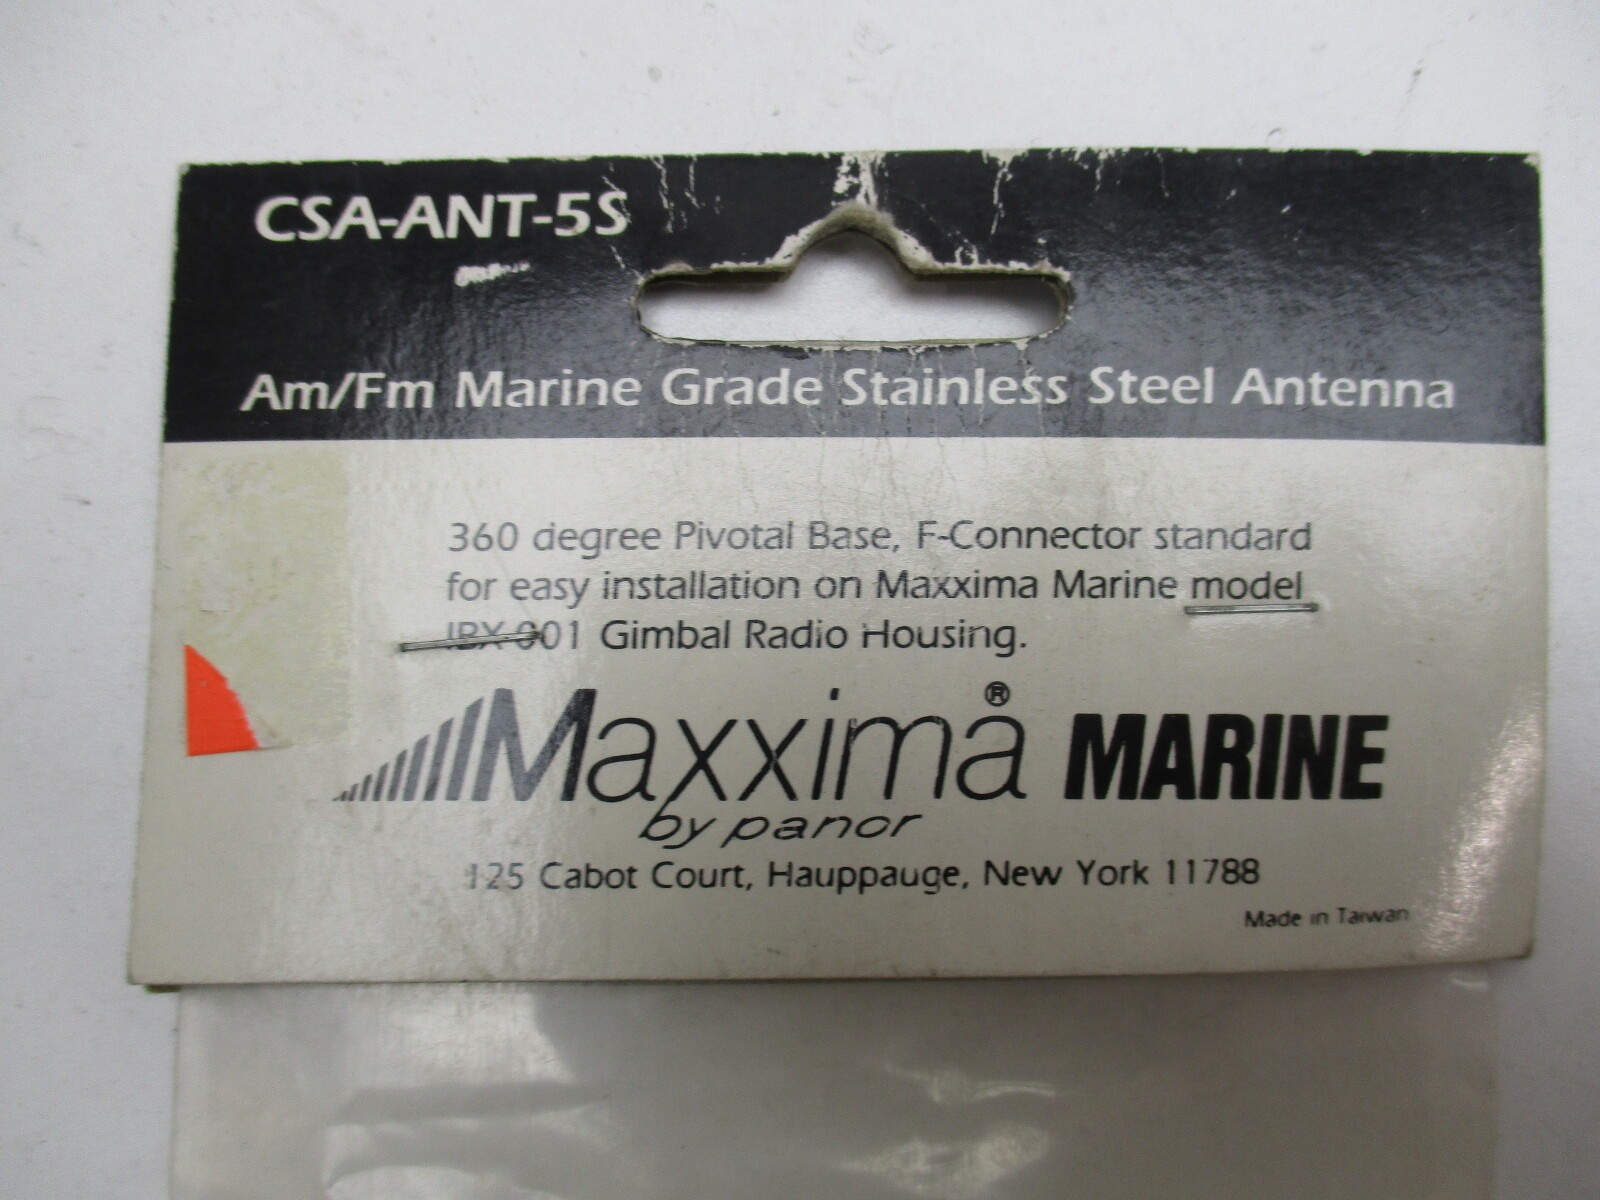 CSA-ANT-5S
Am/Fm Marine Grade Stainless Steel Antenna
360 degree Pivotal Base, F-Connector standard
for easy installation on Maxxima Marine model
JBX-001 Gimbal Radio Housing.
Maxxima® MARINE
by panor
125 Cabot Court, Hauppauge, New York 11788
Made in Taiwan